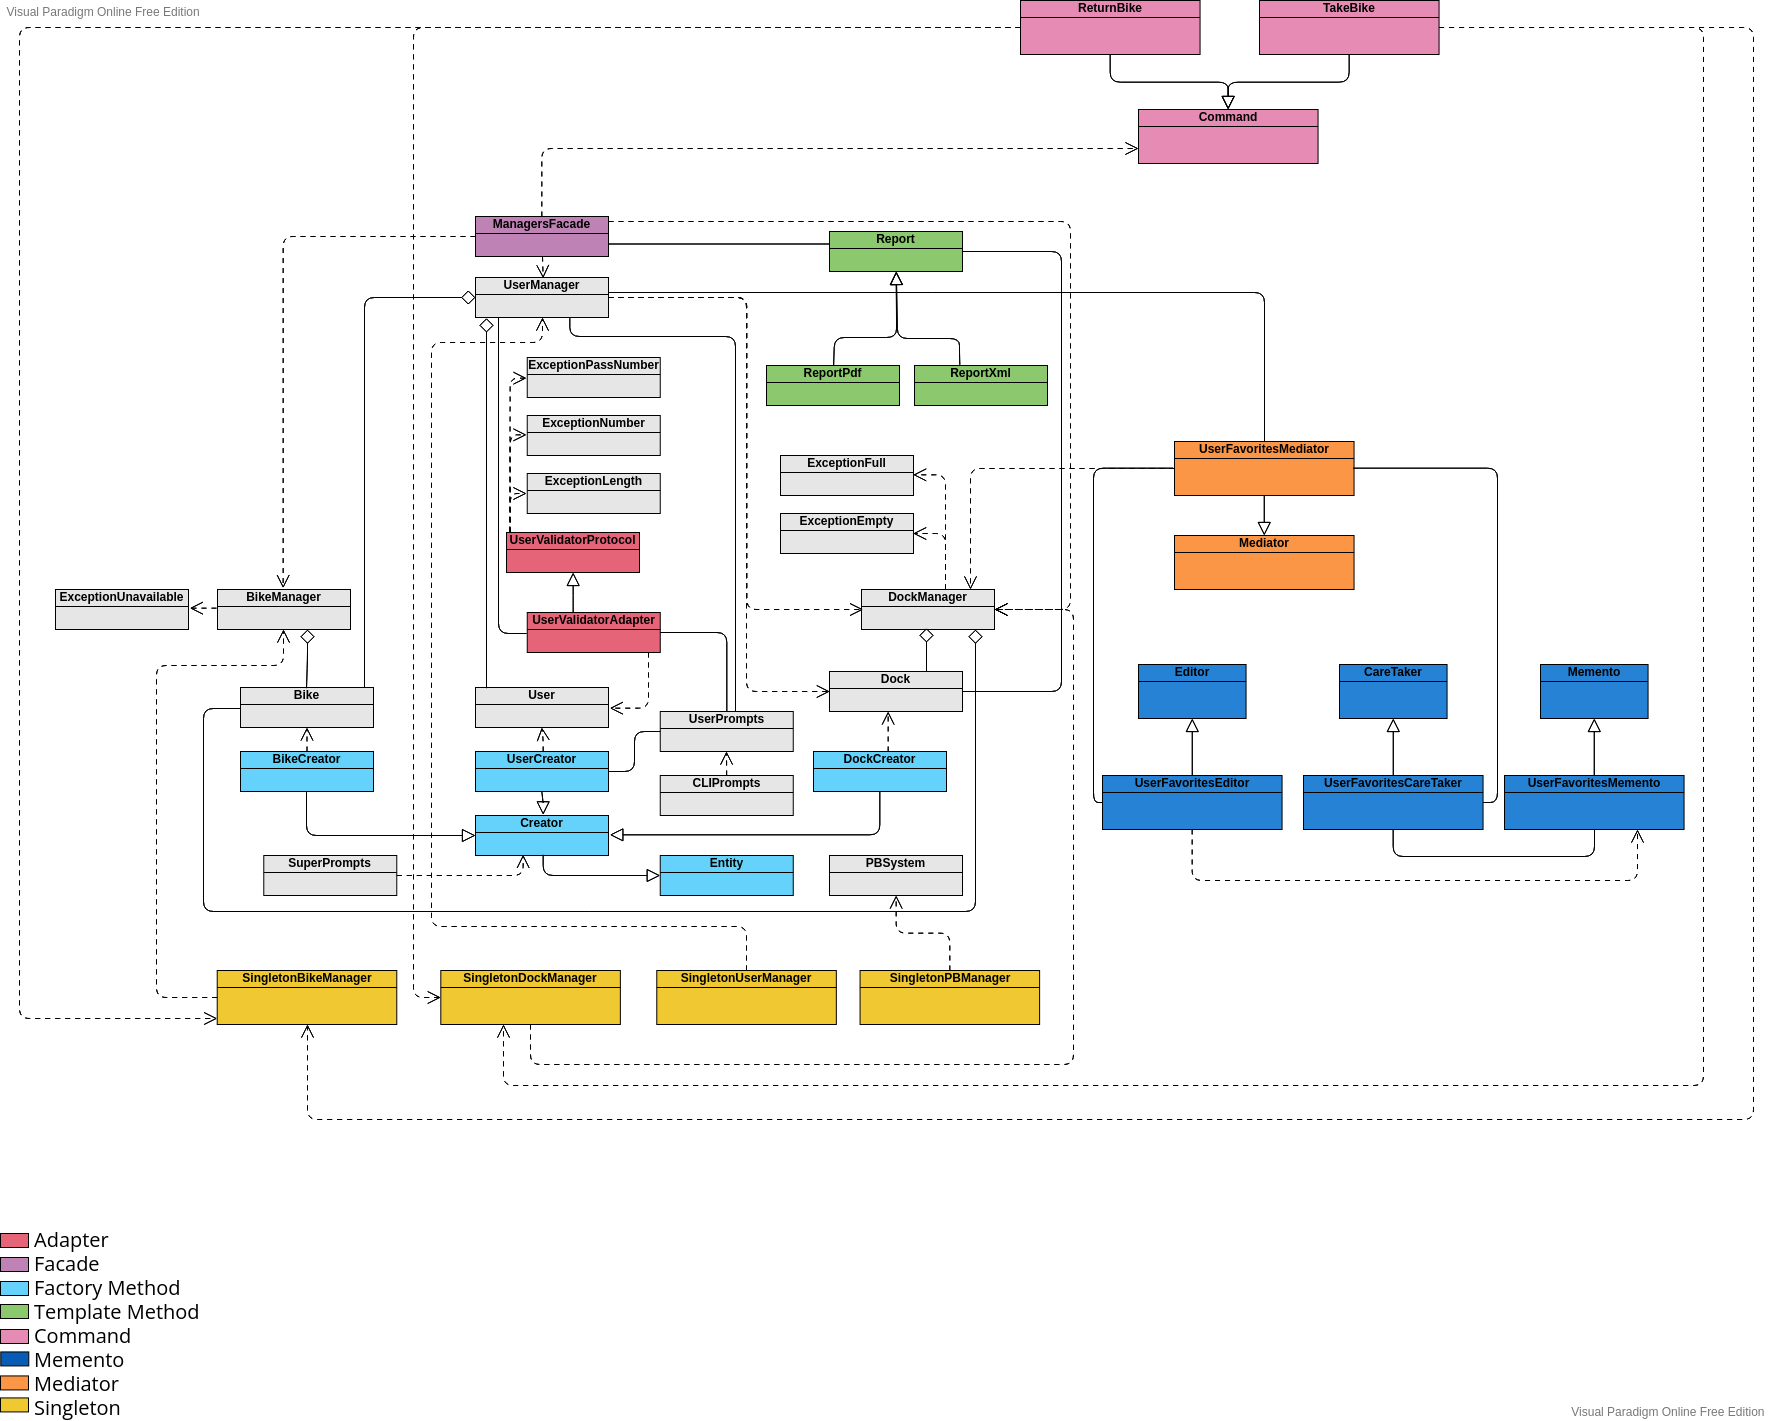 Visual Paradigm Online Free Edition
ReturnBike
TakeBike
Command
ManagersFacade
Report
UserManager
ExceptionPassNumber
ReportPdf
ReportXml
ExceptionNumber
UserFavoritesMediator
ExceptionFull
ExceptionLength
ExceptionEmpty
UserValidatorProtocol
Mediator
ExceptionUnavailable
BikeManager
DockManager
UserValidatorAdapter
Editor
CareTaker
Memento
Dock
Bike
User
UserPrompts
BikeCreator
UserCreator
DockCreator
CLIPrompts
UserFavoritesEditor
UserFavoritesCareTaker
UserFavoritesMemento
Creator
SuperPrompts
Entity
PBSystem
SingletonBikeManager
SingletonDockManager
SingletonUserManager
SingletonPBManager
Adapter
Facade
Factory Method
Template Method
Command
Memento
Mediator
Singleton
Visual Paradigm Online Free Edition